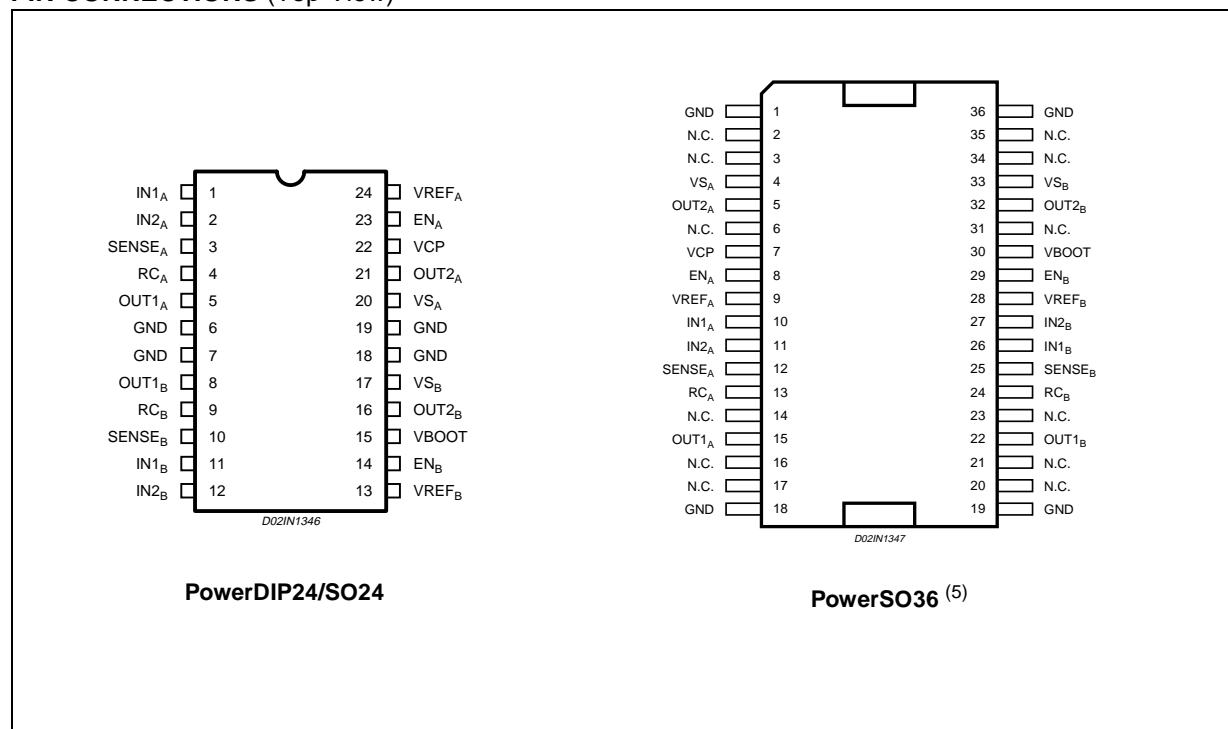 PIN CONNECTIONS (Top View)
IN1A 1 24 VREFA
IN2A 2 23 ENA
SENSEA 3 22 VCP
RCA 4 21 OUT2A
OUT1A 5 20 VSA
GND 6 19 GND
GND 7 18 GND
OUT1B 8 17 VSB
RCB 9 16 OUT2B
SENSEB 10 15 VBOOT
IN1B 11 14 ENB
IN2B 12 13 VREFB
D02IN1346
PowerDIP24/SO24
GND 1 36 GND
N.C. 2 35 N.C.
N.C. 3 34 N.C.
VSA 4 33 VSB
OUT2A 5 32 OUT2B
N.C. 6 31 N.C.
VCP 7 30 VBOOT
ENA 8 29 ENB
VREFA 9 28 VREFB
IN1A 10 27 IN2B
IN2A 11 26 IN1B
SENSEA 12 25 SENSEB
RCA 13 24 RCB
N.C. 14 23 N.C.
OUT1A 15 22 OUT1B
N.C. 16 21 N.C.
N.C. 17 20 N.C.
GND 18 19 GND
D02IN1347
PowerSO36 (5)